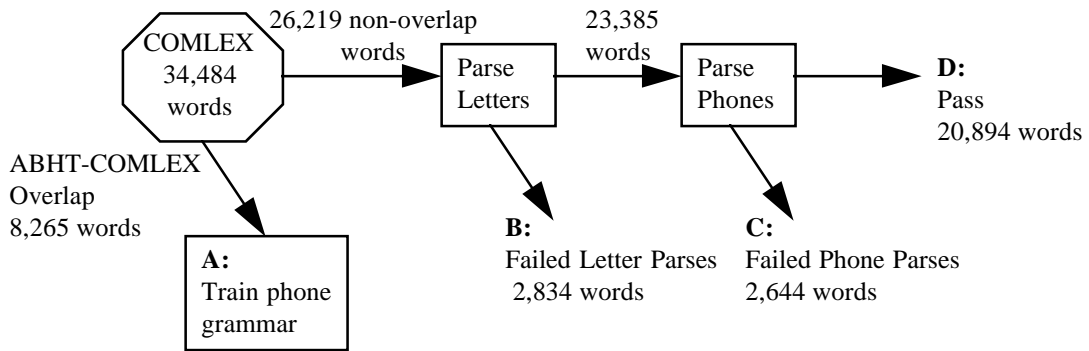 COMLEX
34,484
words
26,219 non-overlap
words
Parse
Letters
23,385
words
Parse
Phones
D:
Pass
20,894 words
ABHT-COMLEX
Overlap
8,265 words
A:
Train phone
grammar
B:
Failed Letter Parses
2,834 words
C:
Failed Phone Parses
2,644 words